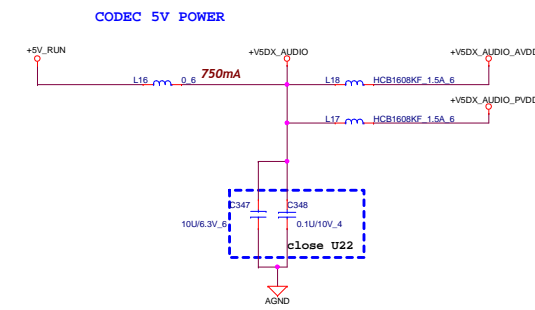 CODEC 5V POWER
+5V_RUN
+V5DX_AUDIO
+V5DX_AUDIO_AVDD
L16 0_6 750mA
L18 HCB1608KF_1.5A_6
+V5DX_AUDIO_PVDD
L17 HCB1608KF_1.5A_6
C347 C348
10U/6.3V_6 0.1U/10V_4
close U22
AGND